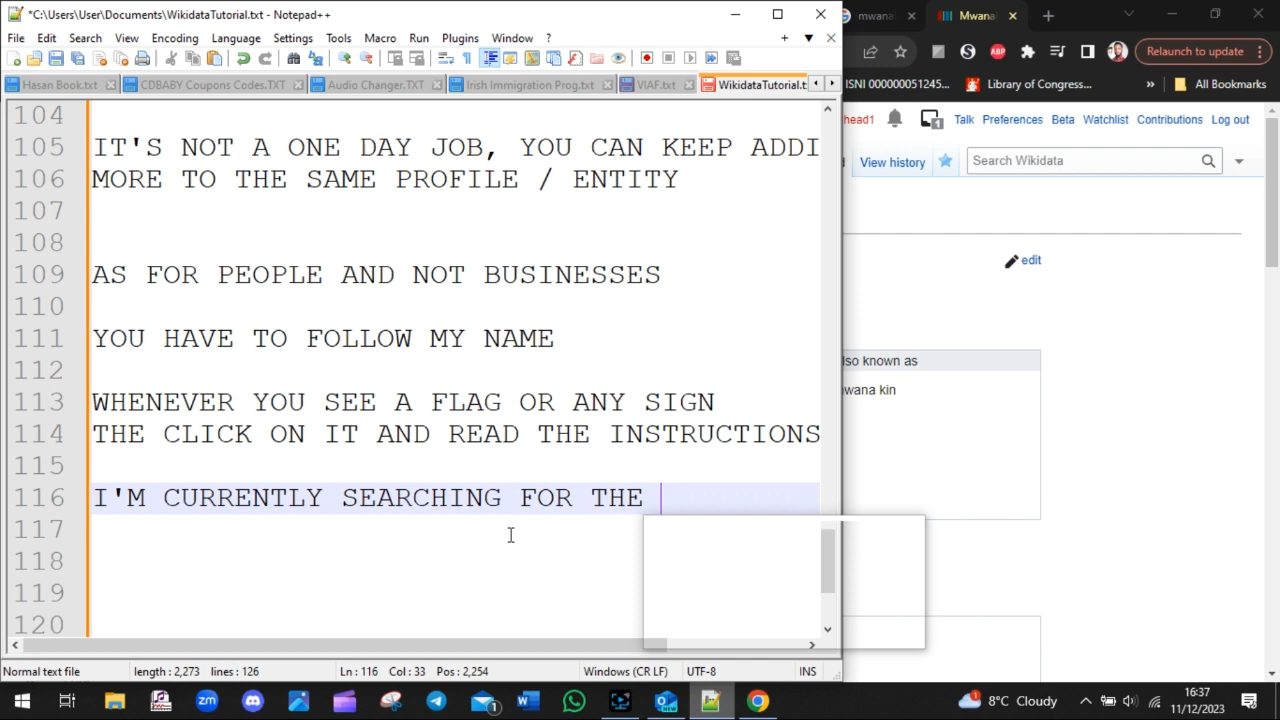 *C:\Users\User\Documents\WikidataTutorial.txt - Notepad++
File Edit Search View Encoding Language Settings Tools Macro Run Plugins Window ?
Hasan Book.txt CDBABY Coupons Codes.TXT Audio Changer.TXT Irish Immigration Prog.txt VIAF.txt WikidataTutorial.t
104
105 IT'S NOT A ONE DAY JOB, YOU CAN KEEP ADDI
106 MORE TO THE SAME PROFILE / ENTITY
107
108
109 AS FOR PEOPLE AND NOT BUSINESSES
110
111 YOU HAVE TO FOLLOW MY NAME
112
113 WHENEVER YOU SEE A FLAG OR ANY SIGN
114 THE CLICK ON IT AND READ THE INSTRUCTIONS
115
116 I'M CURRENTLY SEARCHING FOR THE
117
118
119
120
Normal text file length : 2,273 lines : 126 Ln : 116 Col : 33 Pos : 2,254 Windows (CR LF) UTF-8 INS
mwana Mwana
Relaunch to update
ISNI 000000051245... Library of Congress... » All Bookmarks
head1 1 Talk Preferences Beta Watchlist Contributions Log out
View history Search Wikidata
edit
lso known as
wana kin
zm 1 W NEW 8°C Cloudy 16:37
11/12/2023